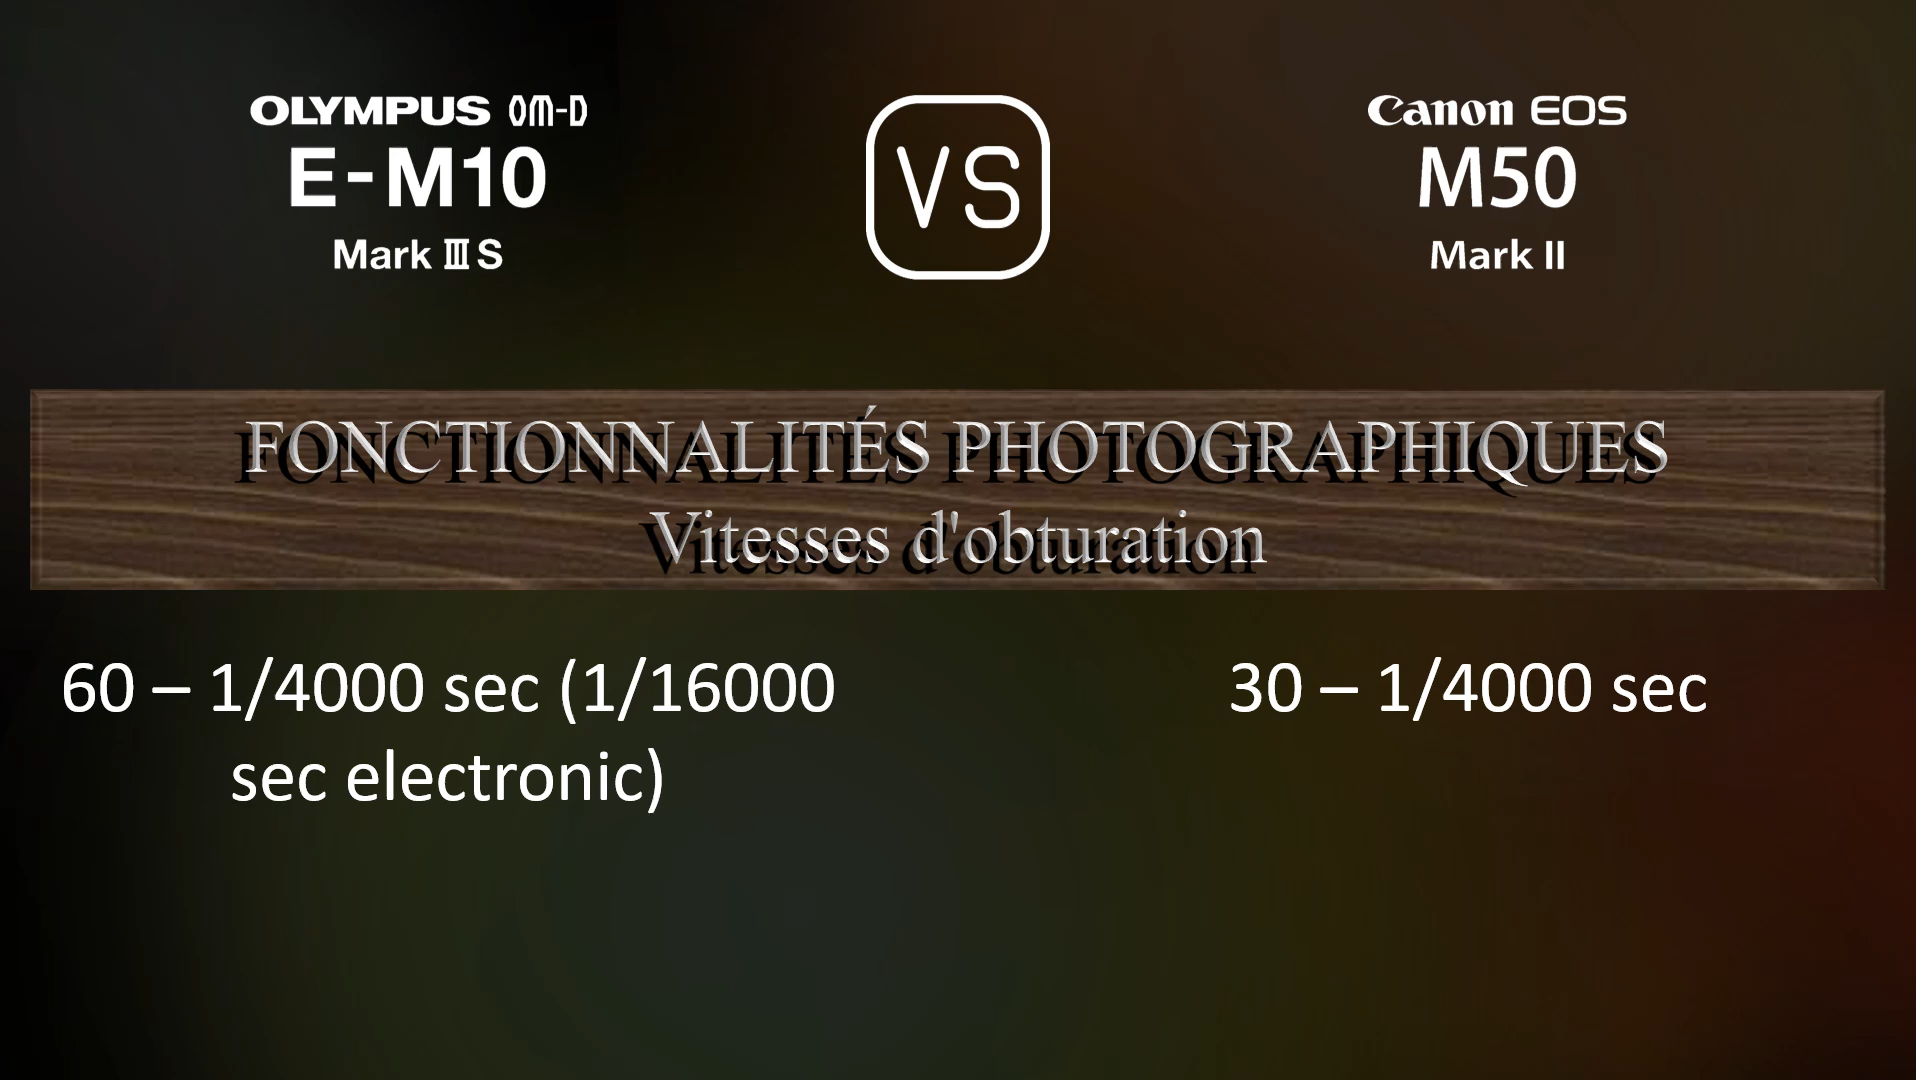 OLYMPUS OM-D
E-M10
Mark III S
VS
Canon EOS
M50
Mark II
FONCTIONNALITÉS PHOTOGRAPHIQUES
Vitesses d'obturation
60 – 1/4000 sec (1/16000
sec electronic)
30 – 1/4000 sec